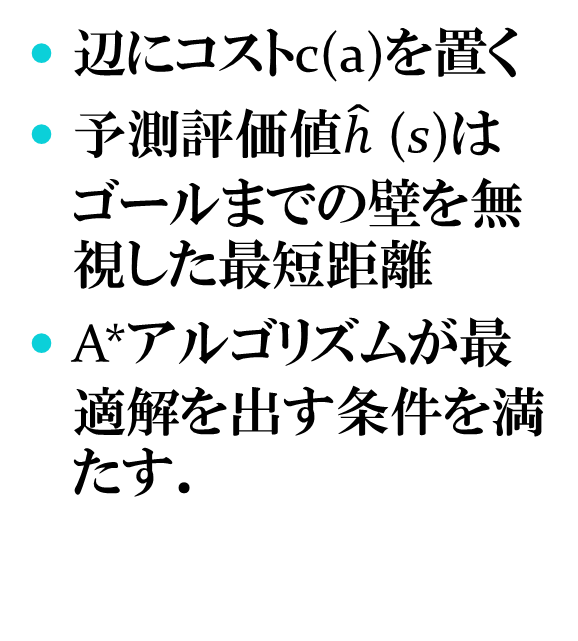 • 辺にコストc(a)を置く
• 予測評価値ĥ (s)は
ゴールまでの壁を無
視した最短距離
• A*アルゴリズムが最
適解を出す条件を満
たす．